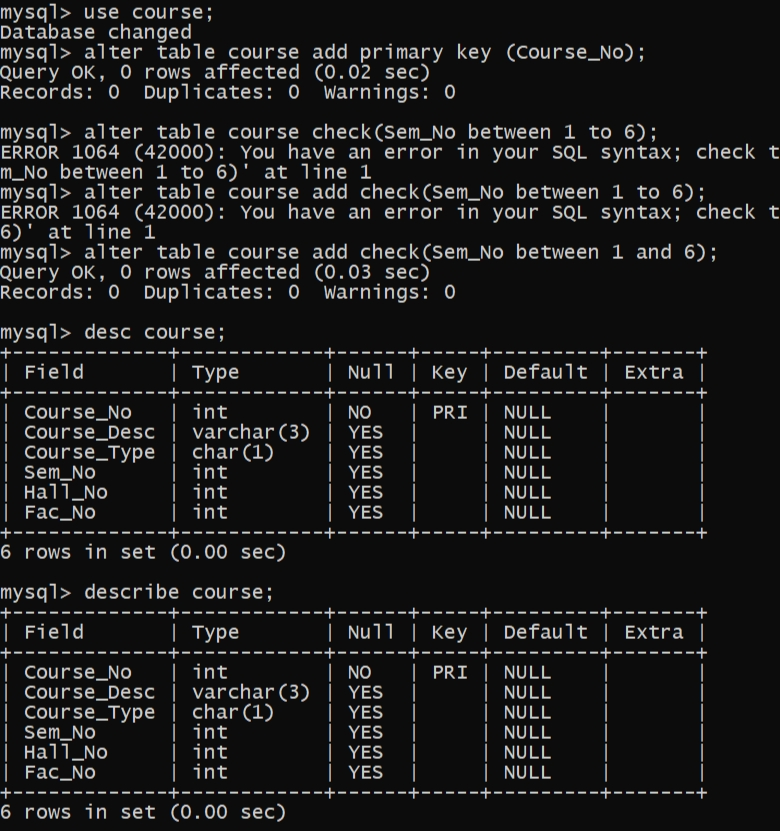 mysql> use course;
Database changed
mysql> alter table course add primary key (Course_No);
Query OK, 0 rows affected (0.02 sec)
Records: 0  Duplicates: 0  Warnings: 0

mysql> alter table course check(Sem_No between 1 to 6);
ERROR 1064 (42000): You have an error in your SQL syntax; check t
m_No between 1 to 6)' at line 1
mysql> alter table course add check(Sem_No between 1 to 6);
ERROR 1064 (42000): You have an error in your SQL syntax; check t
6)' at line 1
mysql> alter table course add check(Sem_No between 1 and 6);
Query OK, 0 rows affected (0.03 sec)
Records: 0  Duplicates: 0  Warnings: 0

mysql> desc course;
+-------------+------------+------+-----+---------+-------+
| Field       | Type       | Null | Key | Default | Extra |
+-------------+------------+------+-----+---------+-------+
| Course_No   | int        | NO   | PRI | NULL    |       |
| Course_Desc | varchar(3) | YES  |     | NULL    |       |
| Course_Type | char(1)    | YES  |     | NULL    |       |
| Sem_No      | int        | YES  |     | NULL    |       |
| Hall_No     | int        | YES  |     | NULL    |       |
| Fac_No      | int        | YES  |     | NULL    |       |
+-------------+------------+------+-----+---------+-------+
6 rows in set (0.00 sec)

mysql> describe course;
+-------------+------------+------+-----+---------+-------+
| Field       | Type       | Null | Key | Default | Extra |
+-------------+------------+------+-----+---------+-------+
| Course_No   | int        | NO   | PRI | NULL    |       |
| Course_Desc | varchar(3) | YES  |     | NULL    |       |
| Course_Type | char(1)    | YES  |     | NULL    |       |
| Sem_No      | int        | YES  |     | NULL    |       |
| Hall_No     | int        | YES  |     | NULL    |       |
| Fac_No      | int        | YES  |     | NULL    |       |
+-------------+------------+------+-----+---------+-------+
6 rows in set (0.00 sec)